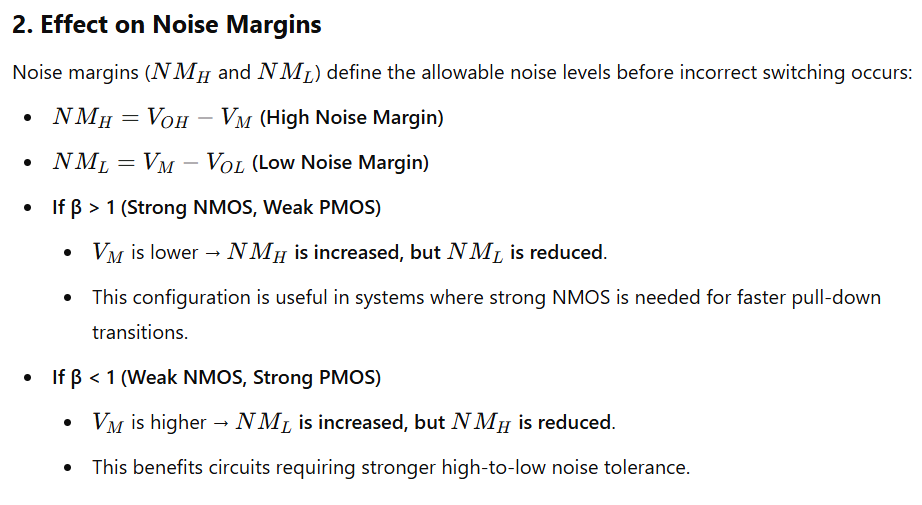 2. Effect on Noise Margins
Noise margins (NM_H and NM_L) define the allowable noise levels before incorrect switching occurs:
• NM_H = V_OH − V_M (High Noise Margin)
• NM_L = V_M − V_OL (Low Noise Margin)
• If β > 1 (Strong NMOS, Weak PMOS)
• V_M is lower → NM_H is increased, but NM_L is reduced.
• This configuration is useful in systems where strong NMOS is needed for faster pull-down
transitions.
• If β < 1 (Weak NMOS, Strong PMOS)
• V_M is higher → NM_L is increased, but NM_H is reduced.
• This benefits circuits requiring stronger high-to-low noise tolerance.